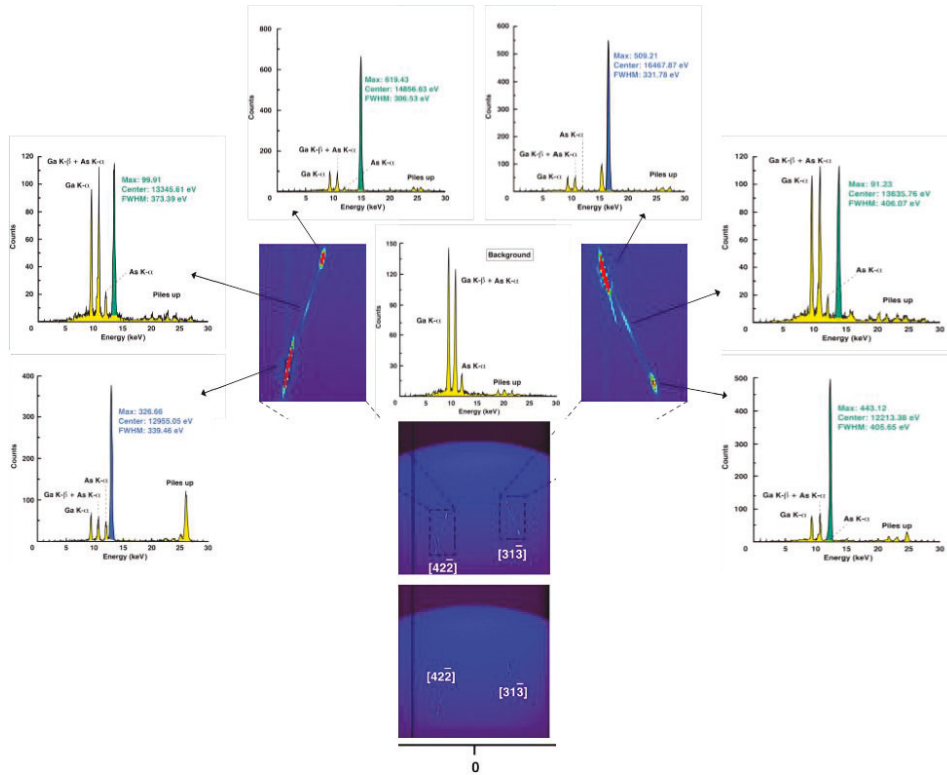 800
600
400
200
Counts
Max: 619.43
Center: 14856.63 eV
FWHM: 386.53 eV
Ga K-β + As K-α
As K-α
Ga K-α
Piles up
0 5 10 15 20 25 30
Energy (keV)
600
500
400
300
200
100
Counts
Max: 509.21
Center: 16467.87 eV
FWHM: 331.78 eV
As K-α
Ga K-β + As K-α
Ga K-α
Piles up
0 5 10 15 20 25 30
Energy (keV)
120
100
80
60
40
20
Counts
Ga K-β + As K-α
Ga K-α
Max: 99.91
Center: 13345.61 eV
FWHM: 373.39 eV
As K-α
Piles up
0 5 10 15 20 25 30
Energy (keV)
150
120
90
60
30
Counts
Background
Ga K-β + As K-α
Ga K-α
As K-α
Piles up
0 5 10 15 20 25 30
Energy (keV)
120
100
80
60
40
20
Counts
Ga K-β + As K-α
Ga K-α
Max: 91.23
Center: 13635.76 eV
FWHM: 406.07 eV
As K-α
Piles up
0 5 10 15 20 25 30
Energy (keV)
400
300
200
100
Counts
Max: 326.66
Center: 12955.05 eV
FWHM: 339.46 eV
As K-α
Ga K-β + As K-α
Ga K-α
Piles up
0 5 10 15 20 25 30
Energy (keV)
500
400
300
200
100
Counts
Max: 443.12
Center: 12213.38 eV
FWHM: 405.65 eV
Ga K-β + As K-α
Ga K-α
As K-α
Piles up
0 5 10 15 20 25 30
Energy (keV)
[422̅]
[313̅]
[422̅]
[313̅]
0